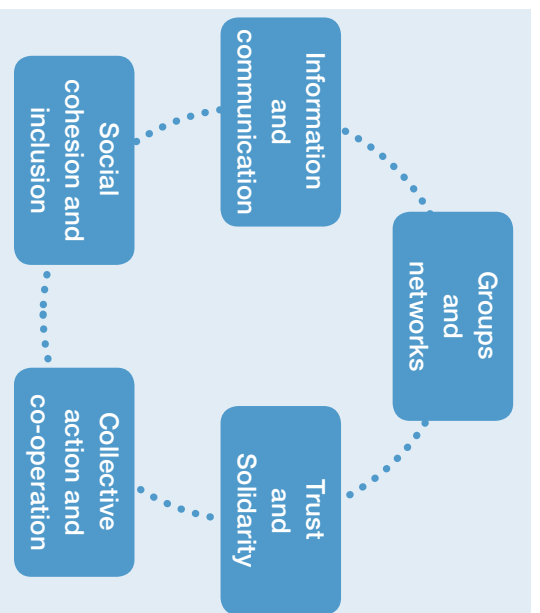 Groups
and
networks
Information
and
communication
Trust
and
Solidarity
Social
cohesion and
inclusion
Collective
action and
co-operation